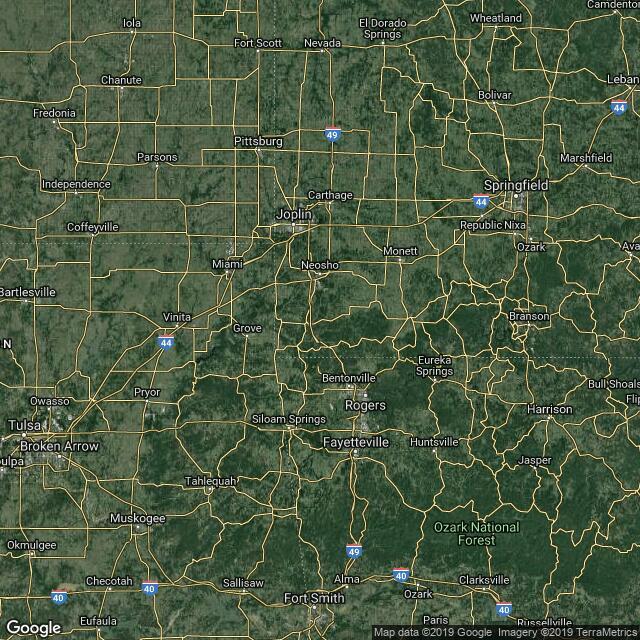 Camdenton
Wheatland
Iola
El Dorado
Springs
Fort Scott
Nevada
Chanute
Leban
Bolivar
44
Fredonia
49
Pittsburg
Parsons
Marshfield
Independence
Springfield
Carthage
44
Joplin
Coffeyville
Republic
Nixa
Ozark
Ava
Monett
Miami
Neosho
Bartlesville
Vinita
Branson
Grove
44
N
Eureka
Springs
Bentonville
Bull Shoals
Pryor
Owasso
Rogers
Flip
Harrison
Siloam Springs
Tulsa
Broken Arrow
Fayetteville
Huntsville
ulpa
Jasper
Tahlequah
Muskogee
Ozark National
Forest
Okmulgee
49
40
Checotah
40
Sallisaw
Alma
Ozark
Clarksville
40
Fort Smith
40
Eufaula
Paris
Russellville
Google
Map data ©2019 Google Imagery ©2019 TerraMetrics